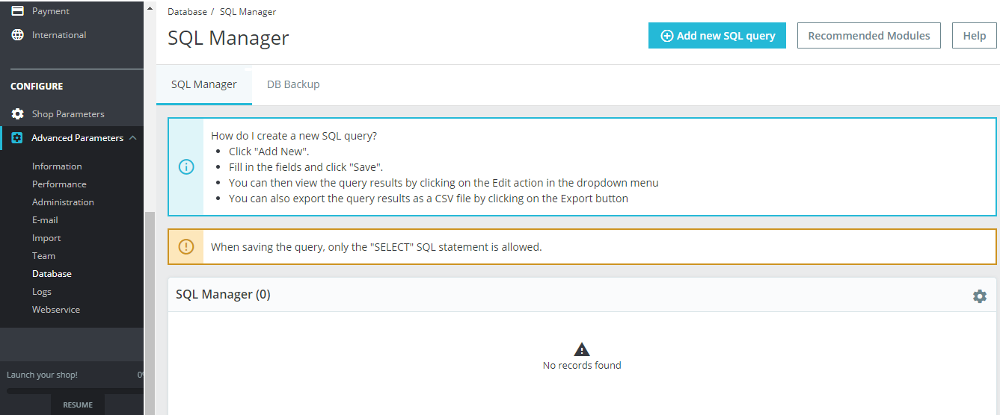 Payment
International
CONFIGURE
Shop Parameters
Advanced Parameters
Information
Performance
Administration
E-mail
Import
Team
Database
Logs
Webservice
Launch your shop! 0%
RESUME
Database / SQL Manager
SQL Manager
Add new SQL query
Recommended Modules
Help
SQL Manager
DB Backup
How do I create a new SQL query?
• Click "Add New".
• Fill in the fields and click "Save".
• You can then view the query results by clicking on the Edit action in the dropdown menu
• You can also export the query results as a CSV file by clicking on the Export button
When saving the query, only the "SELECT" SQL statement is allowed.
SQL Manager (0)
No records found